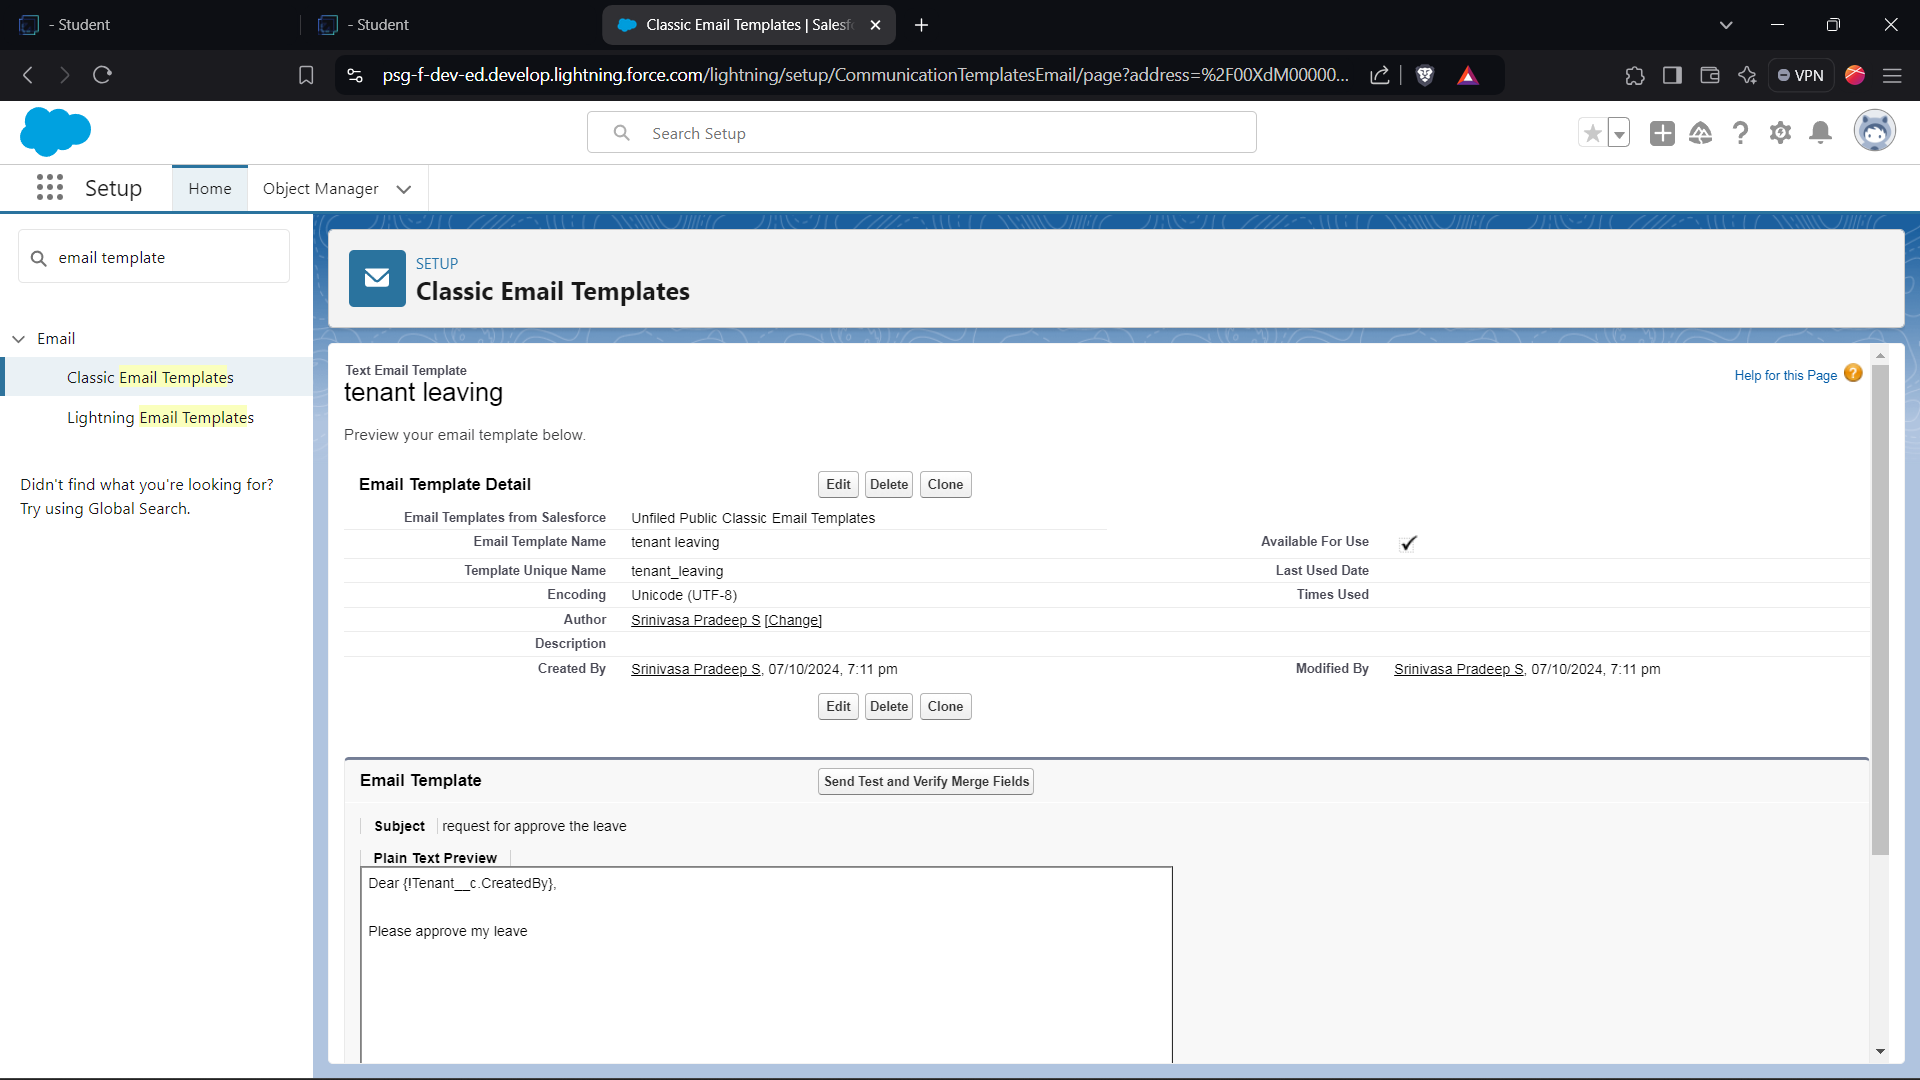 - Student
- Student
Classic Email Templates | Salesf
psg-f-dev-ed.develop.lightning.force.com/lightning/setup/CommunicationTemplatesEmail/page?address=%2F00XdM00000...
VPN
Search Setup
Setup
Home
Object Manager
email template
Email
Classic Email Templates
Lightning Email Templates
Didn't find what you're looking for?
Try using Global Search.
SETUP
Classic Email Templates
Text Email Template
tenant leaving
Help for this Page
Preview your email template below.
Email Template Detail
Edit Delete Clone
Email Templates from Salesforce Unfiled Public Classic Email Templates
Email Template Name tenant leaving Available For Use
Template Unique Name tenant_leaving Last Used Date
Encoding Unicode (UTF-8) Times Used
Author Srinivasa Pradeep S [Change]
Description
Created By Srinivasa Pradeep S, 07/10/2024, 7:11 pm Modified By Srinivasa Pradeep S, 07/10/2024, 7:11 pm
Edit Delete Clone
Email Template
Send Test and Verify Merge Fields
Subject request for approve the leave
Plain Text Preview
Dear {!Tenant__c.CreatedBy},
Please approve my leave